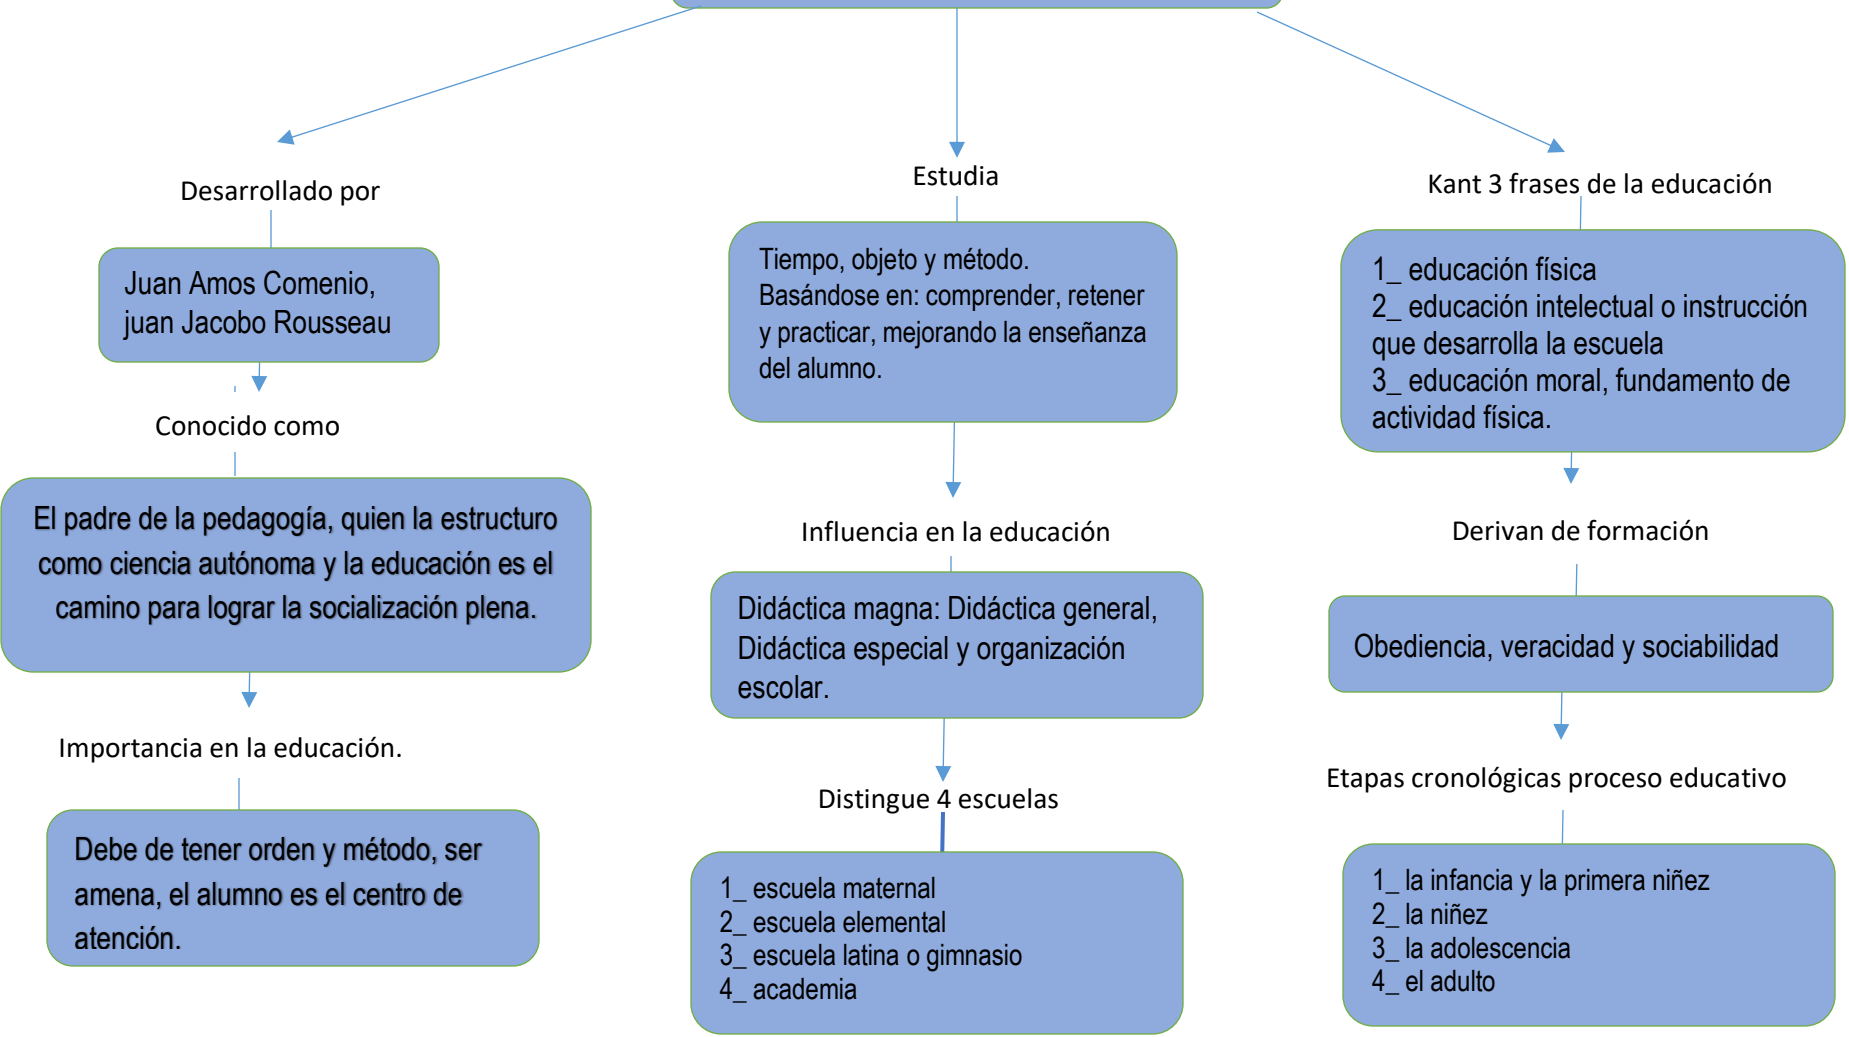 Desarrollado por
Juan Amos Comenio,
juan Jacobo Rousseau
Conocido como
El padre de la pedagogía, quien la estructuro
como ciencia autónoma y la educación es el
camino para lograr la socialización plena.
Importancia en la educación.
Debe de tener orden y método, ser
amena, el alumno es el centro de
atención.
Estudia
Tiempo, objeto y método.
Basándose en: comprender, retener
y practicar, mejorando la enseñanza
del alumno.
Influencia en la educación
Didáctica magna: Didáctica general,
Didáctica especial y organización
escolar.
Distingue 4 escuelas
1_ escuela maternal
2_ escuela elemental
3_ escuela latina o gimnasio
4_ academia
Kant 3 frases de la educación
1_ educación física
2_ educación intelectual o instrucción
que desarrolla la escuela
3_ educación moral, fundamento de
actividad física.
Derivan de formación
Obediencia, veracidad y sociabilidad
Etapas cronológicas proceso educativo
1_ la infancia y la primera niñez
2_ la niñez
3_ la adolescencia
4_ el adulto